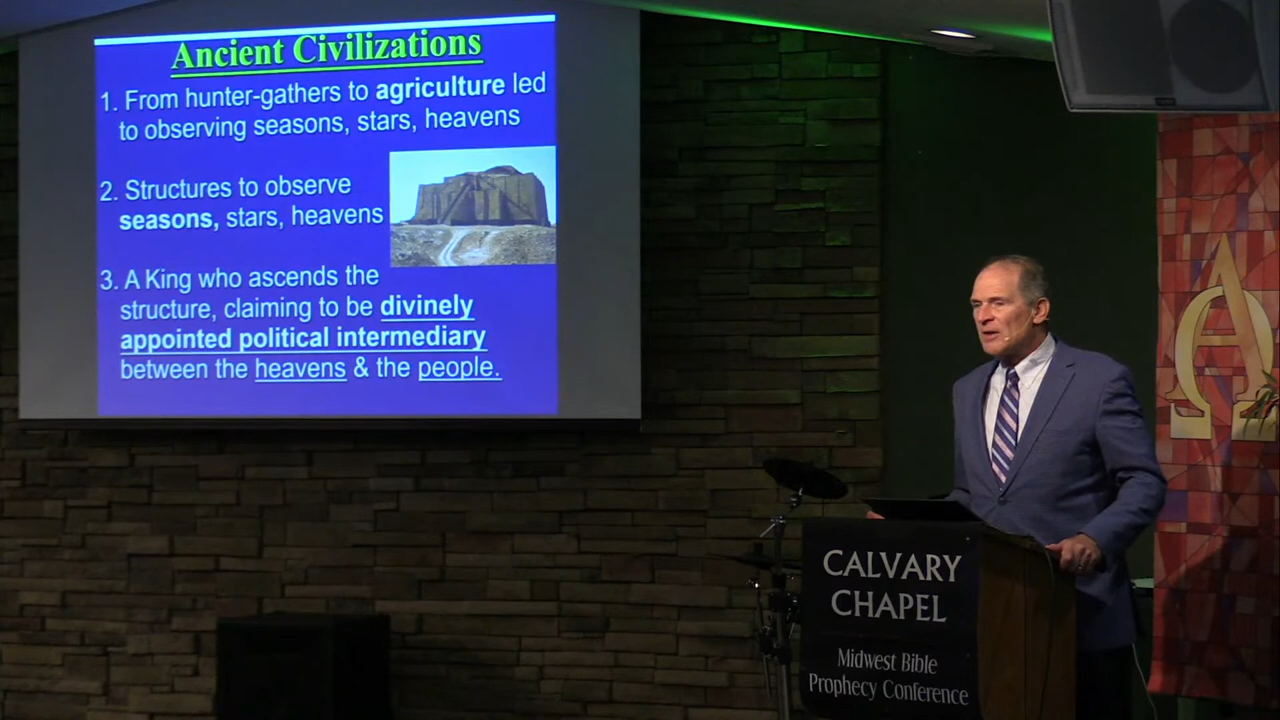 Ancient Civilizations
1. From hunter-gathers to agriculture led
to observing seasons, stars, heavens
2. Structures to observe
seasons, stars, heavens
3. A King who ascends the
structure, claiming to be divinely
appointed political intermediary
between the heavens & the people.
CALVARY
CHAPEL
Midwest Bible
Prophecy Conference
ΑΩ